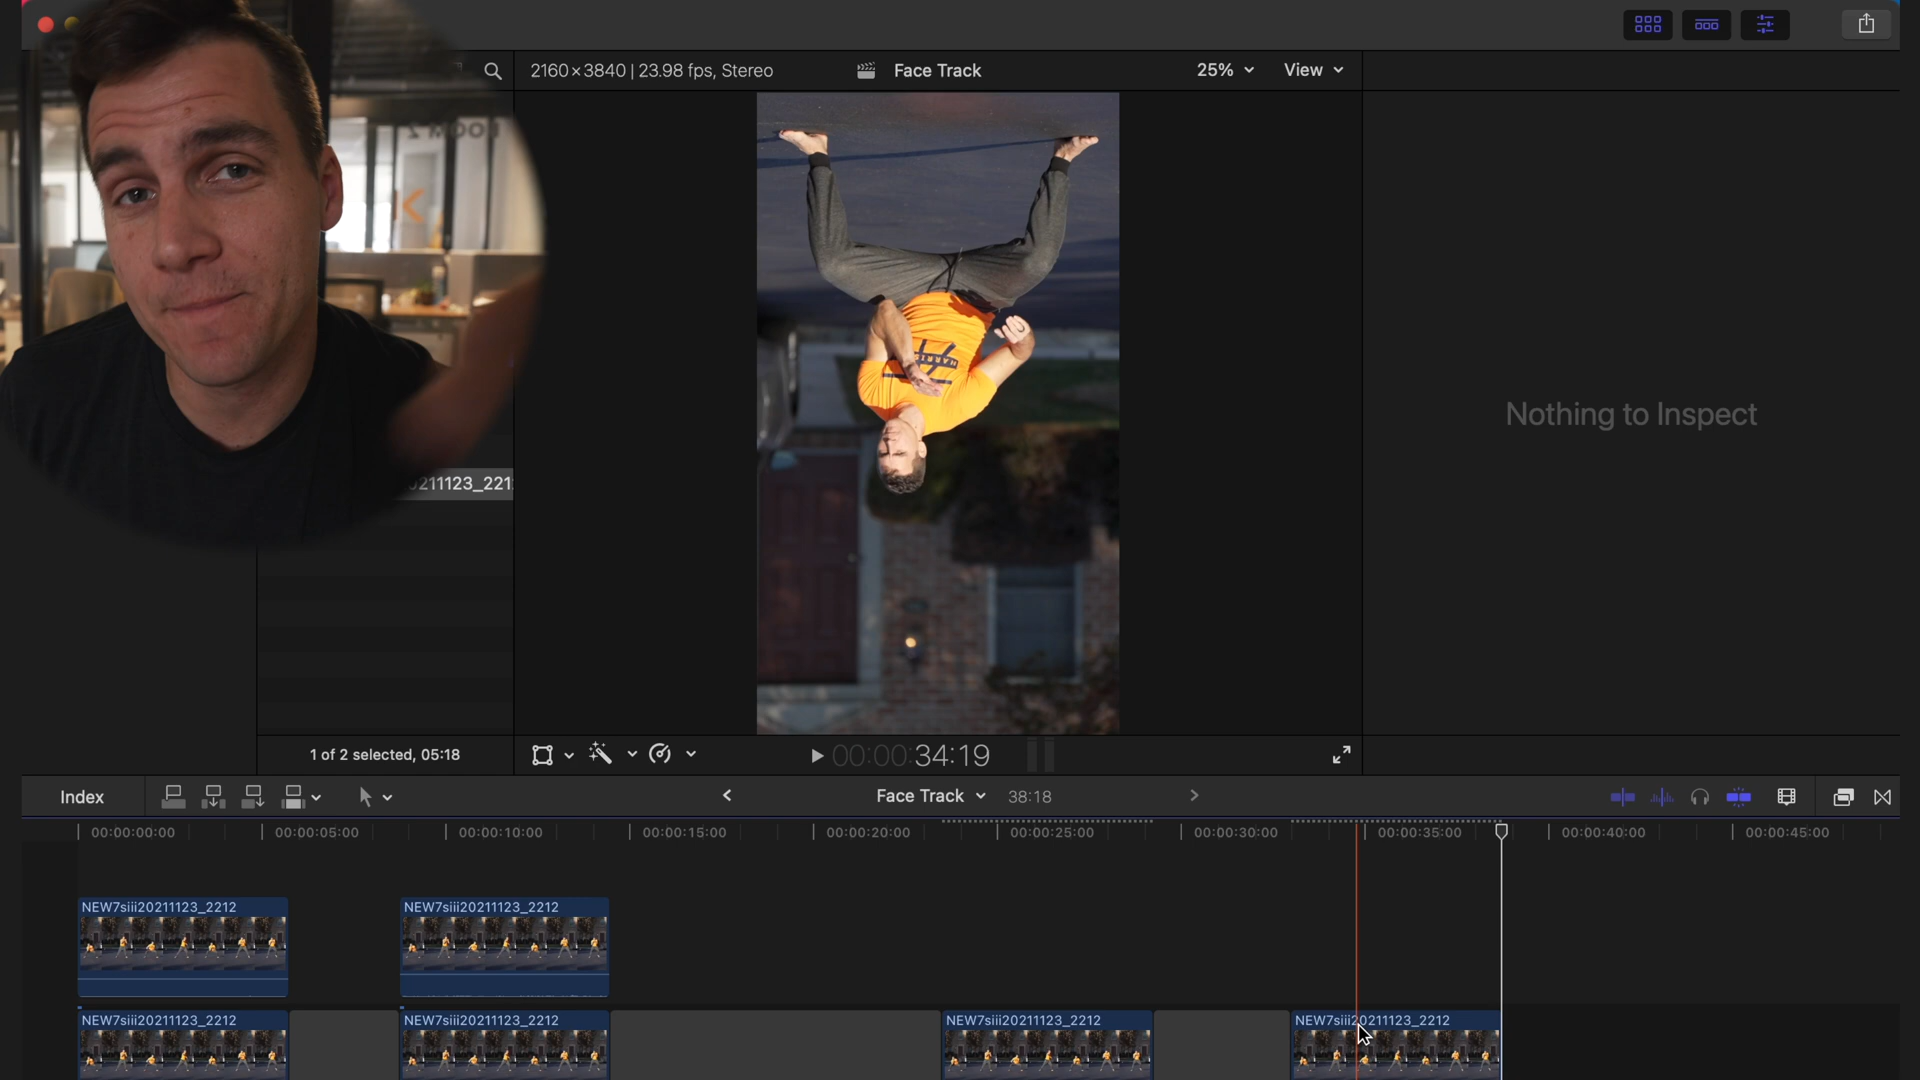 2160×3840 | 23.98 fps, Stereo
Face Track
25%
View
Nothing to Inspect
1 of 2 selected, 05:18
00:00:34:19
Index
Face Track
38:18
00:00:00:00
00:00:05:00
00:00:10:00
00:00:15:00
00:00:20:00
00:00:25:00
00:00:30:00
00:00:35:00
00:00:40:00
00:00:45:00
NEW7siii20211123_2212
NEW7siii20211123_2212
NEW7siii20211123_2212
NEW7siii20211123_2212
NEW7siii20211123_2212
NEW7siii20211123_2212